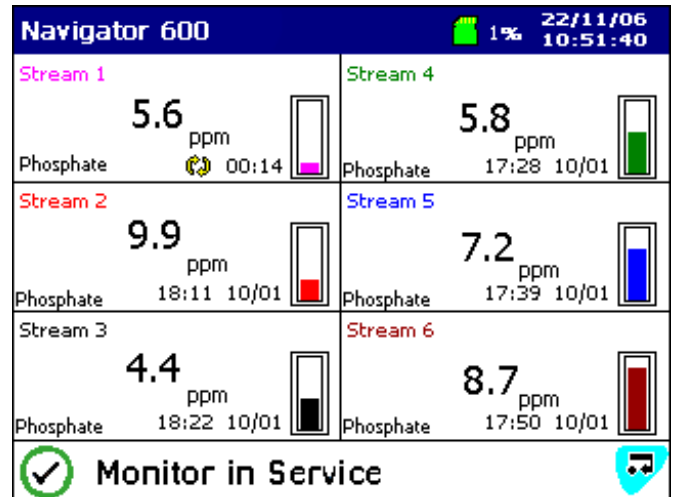 Navigator 600 1% 22/11/06
10:51:40
Stream 1
5.6 ppm
Phosphate 00:14
Stream 4
5.8 ppm
Phosphate 17:28 10/01
Stream 2
9.9 ppm
Phosphate 18:11 10/01
Stream 5
7.2 ppm
Phosphate 17:39 10/01
Stream 3
4.4 ppm
Phosphate 18:22 10/01
Stream 6
8.7 ppm
Phosphate 17:50 10/01
Monitor in Service